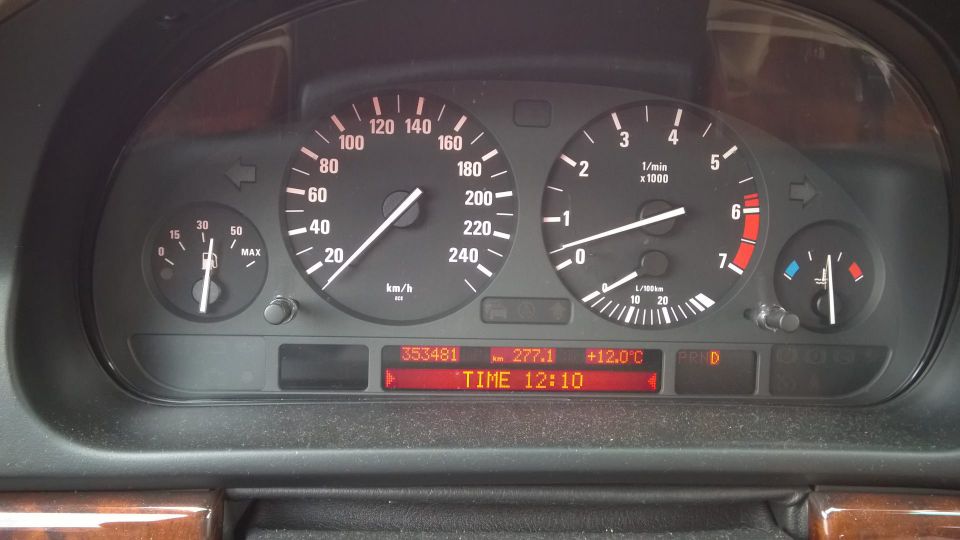 120 140
100 160
80 180
60 200
40 220
20 240
km/h
3 4
2 5
1/min
x1000
1 6
0 7
0 10 20
L/100km
0 15 30 50 MAX
353481 km 277.1 +12.0°C
TIME 12:10
PRND